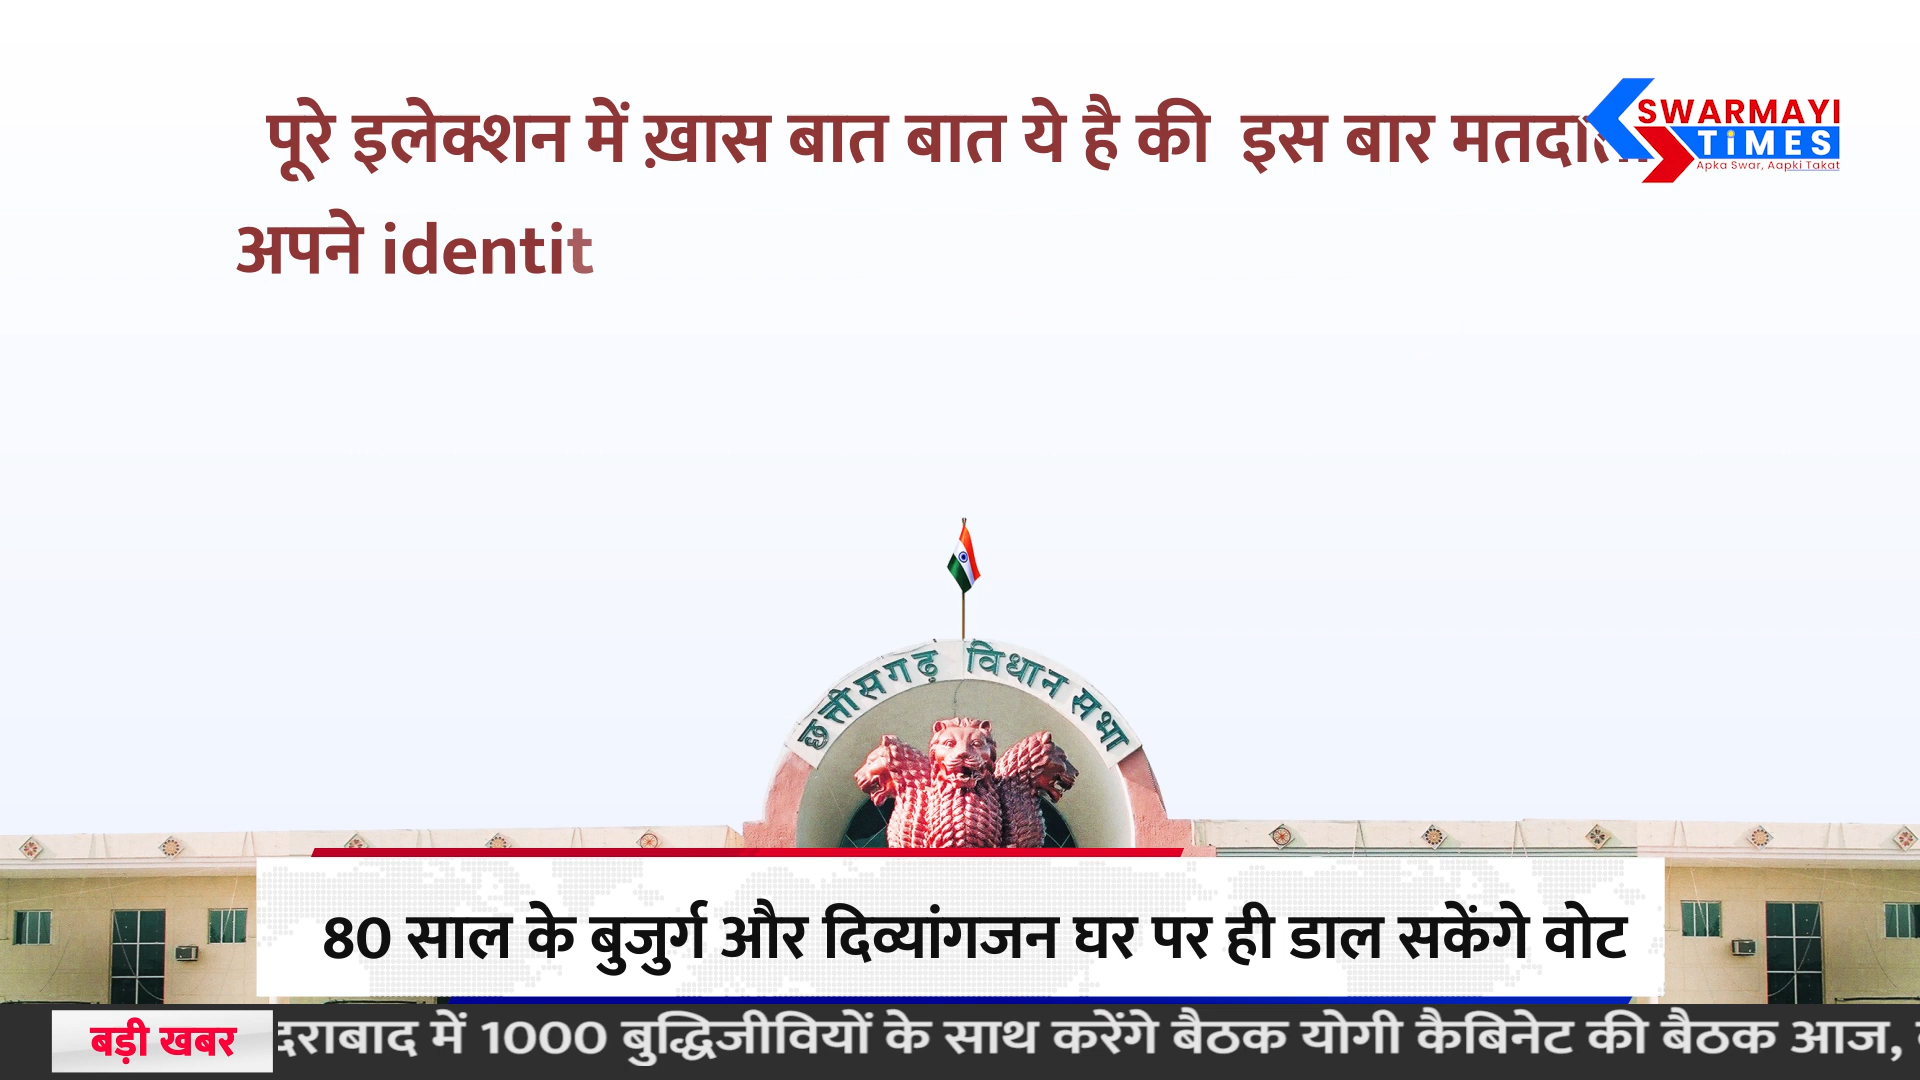 पूरे इलेक्शन में ख़ास बात बात ये है की इस बार
अपने identit
SWARMAYI
TiMES
Apka Swar, Aapki Takat
छत्तीसगढ़ विधान सभा
80 साल के बुजुर्ग और दिव्यांगजन घर पर ही डाल सकेंगे वोट
बड़ी खबर
में 1000 बुद्धिजीवियों के साथ करेंगे बैठक योगी कैबिनेट की बैठक आज,